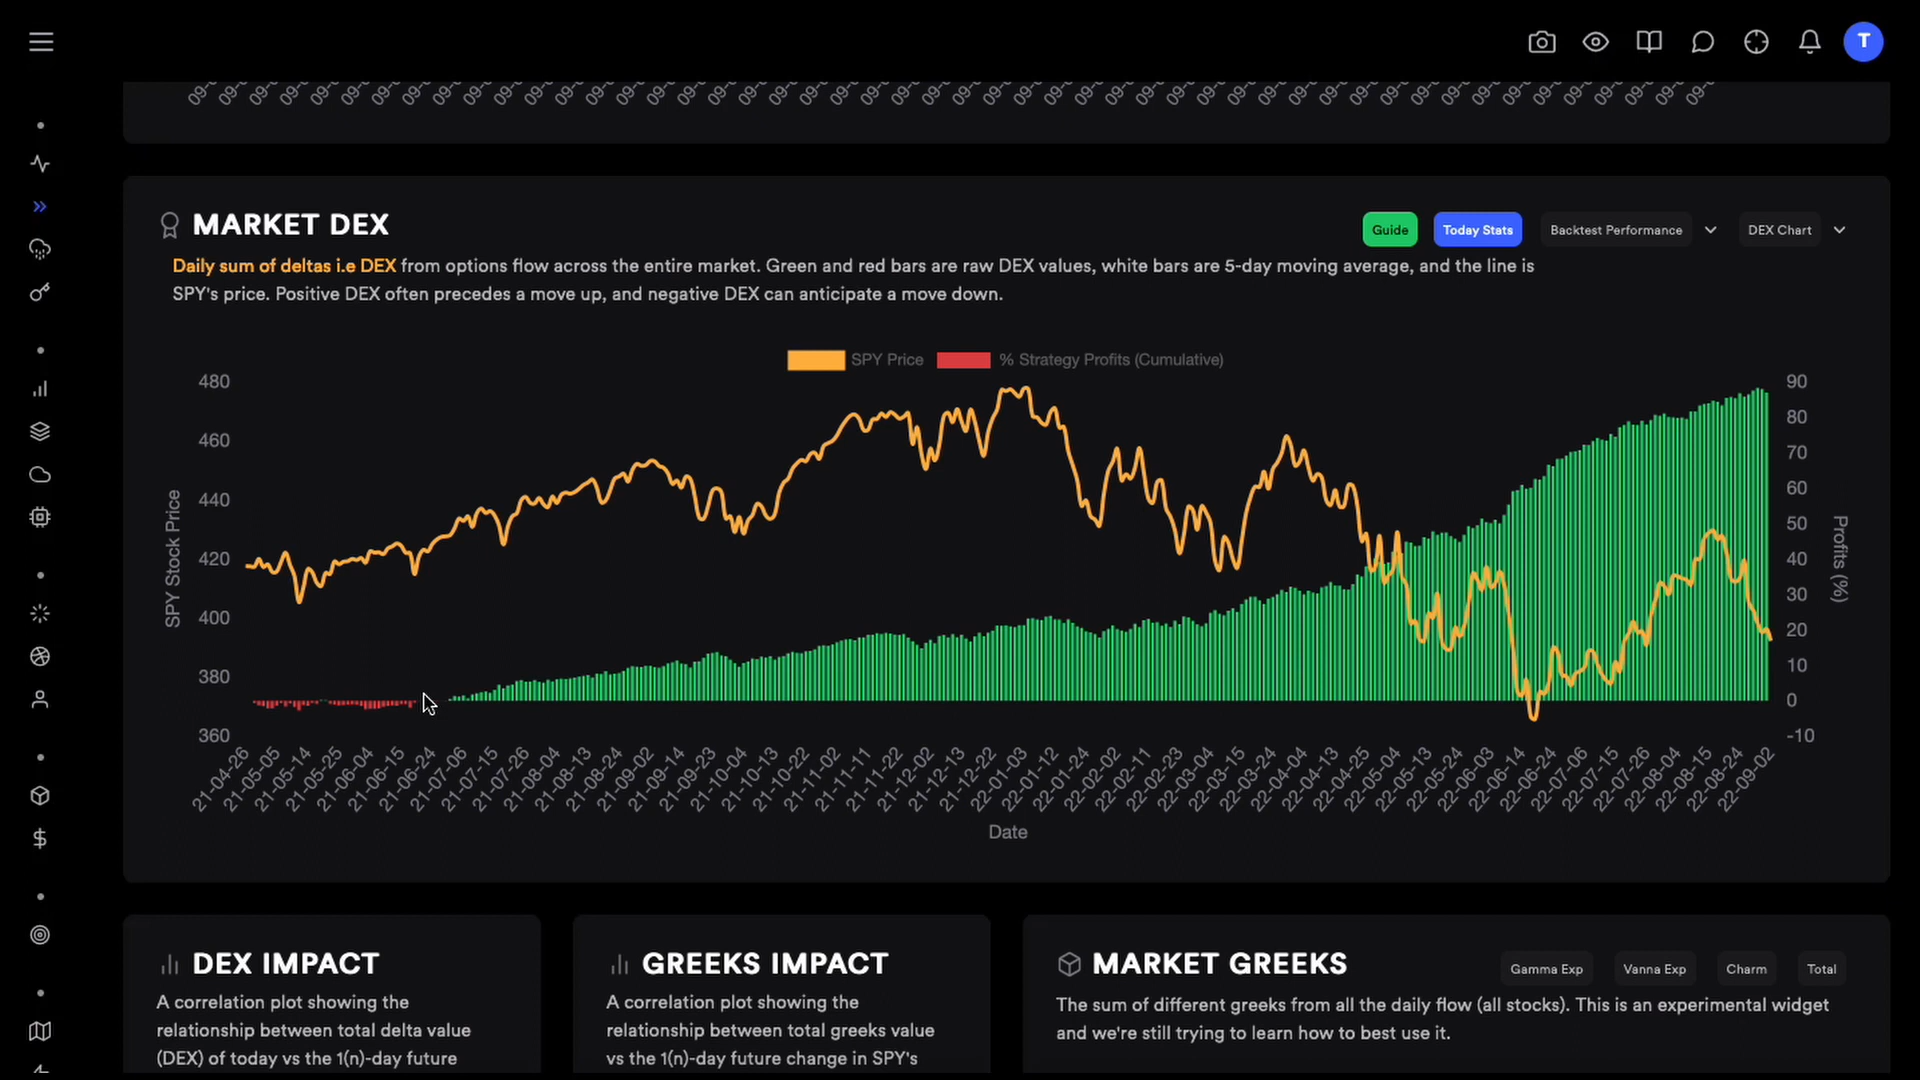 T
MARKET DEX
Guide
Today Stats
Backtest Performance
DEX Chart
Daily sum of deltas i.e DEX from options flow across the entire market. Green and red bars are raw DEX values, white bars are 5-day moving average, and the line is
SPY's price. Positive DEX often precedes a move up, and negative DEX can anticipate a move down.
SPY Price
% Strategy Profits (Cumulative)
480
460
440
420
400
380
360
SPY Stock Price
90
80
70
60
50
40
30
20
10
0
-10
Profits (%)
21-04-26
21-05-05
21-05-14
21-05-25
21-06-04
21-06-15
21-06-24
21-07-06
21-07-15
21-07-26
21-08-04
21-08-13
21-08-24
21-09-02
21-09-14
21-09-23
21-10-04
21-10-13
21-10-22
21-11-02
21-11-11
21-11-22
21-12-02
21-12-13
21-12-22
22-01-03
22-01-12
22-01-24
22-02-02
22-02-11
22-02-23
22-03-04
22-03-15
22-03-24
22-04-04
22-04-13
22-04-25
22-05-04
22-05-13
22-05-24
22-06-03
22-06-14
22-06-24
22-07-06
22-07-15
22-07-26
22-08-04
22-08-15
22-08-24
22-09-02
Date
DEX IMPACT
A correlation plot showing the
relationship between total delta value
(DEX) of today vs the 1(n)-day future
GREEKS IMPACT
A correlation plot showing the
relationship between total greeks value
vs the 1(n)-day future change in SPY's
MARKET GREEKS
Gamma Exp
Vanna Exp
Charm
Total
The sum of different greeks from all the daily flow (all stocks). This is an experimental widget
and we're still trying to learn how to best use it.